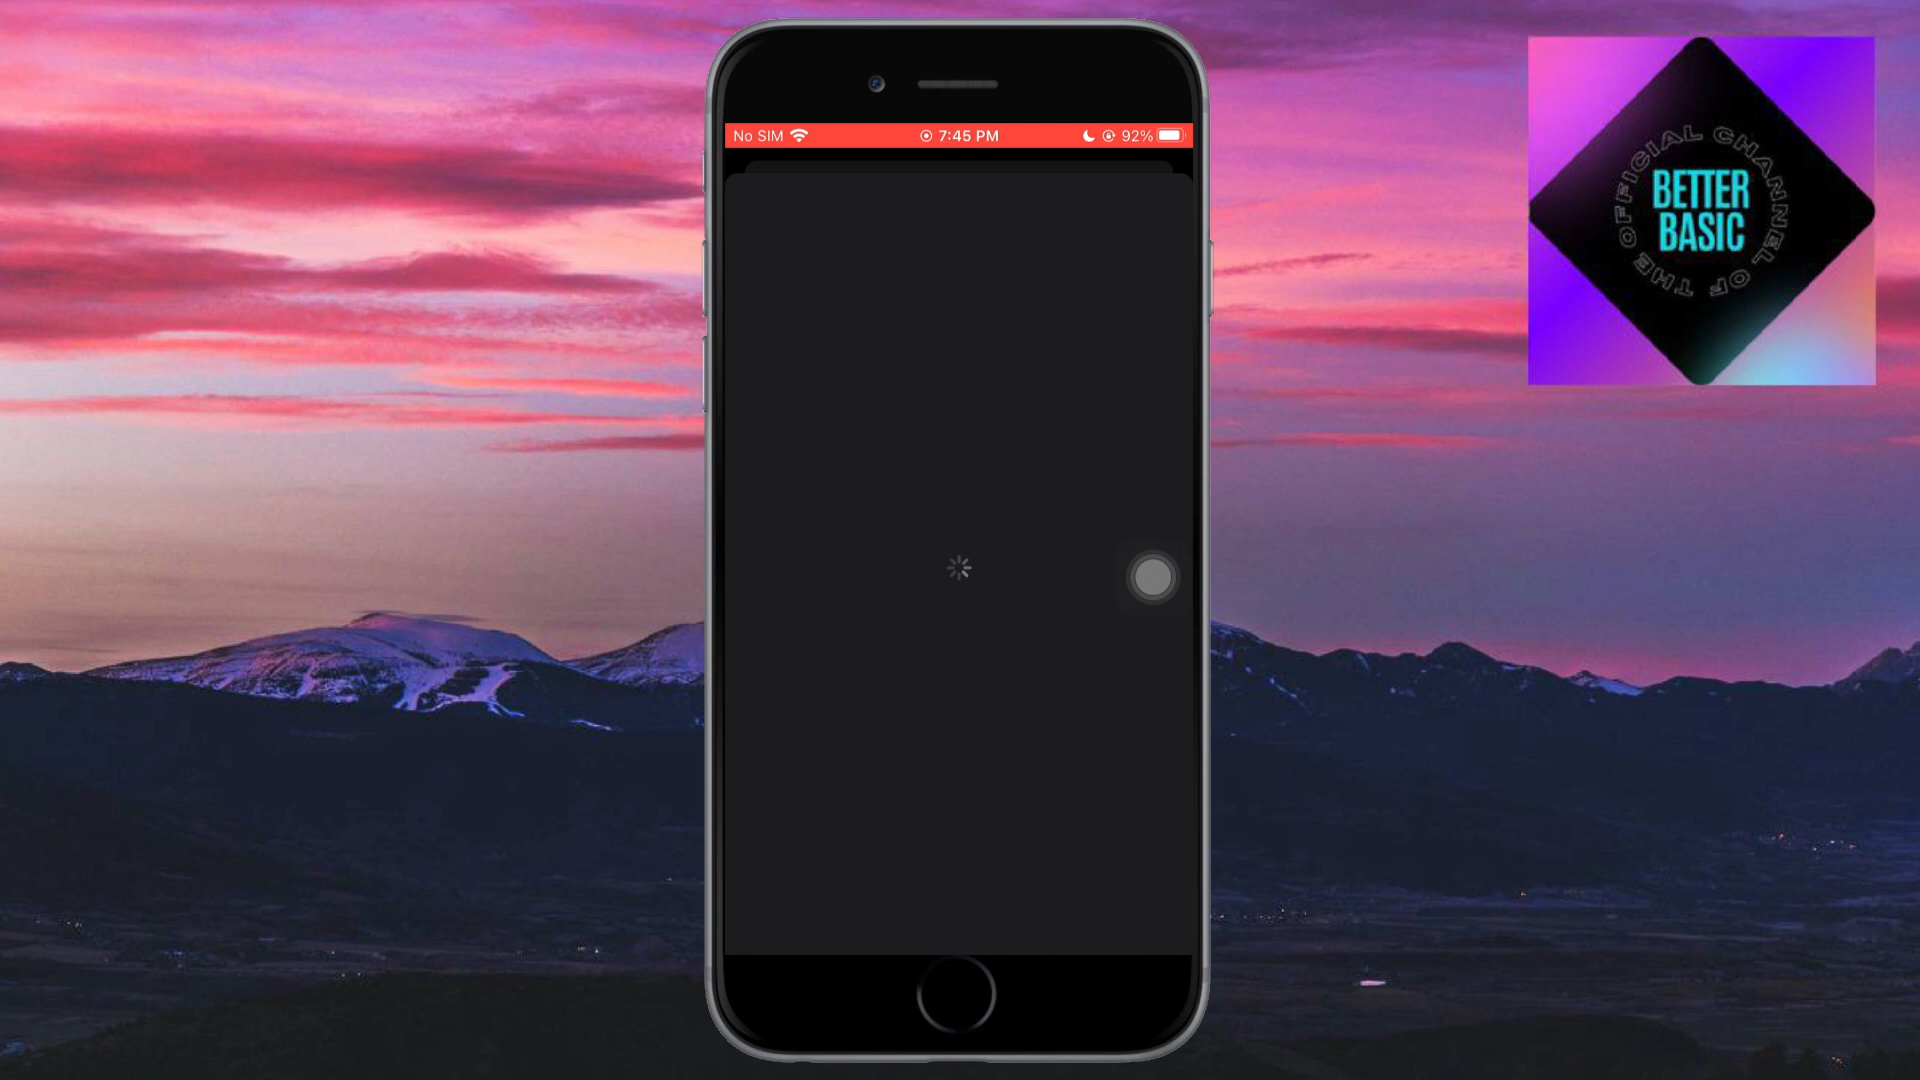 No SIM 7:45 PM 92%
THE OFFICIAL CHANNEL OF
BETTER
BASIC